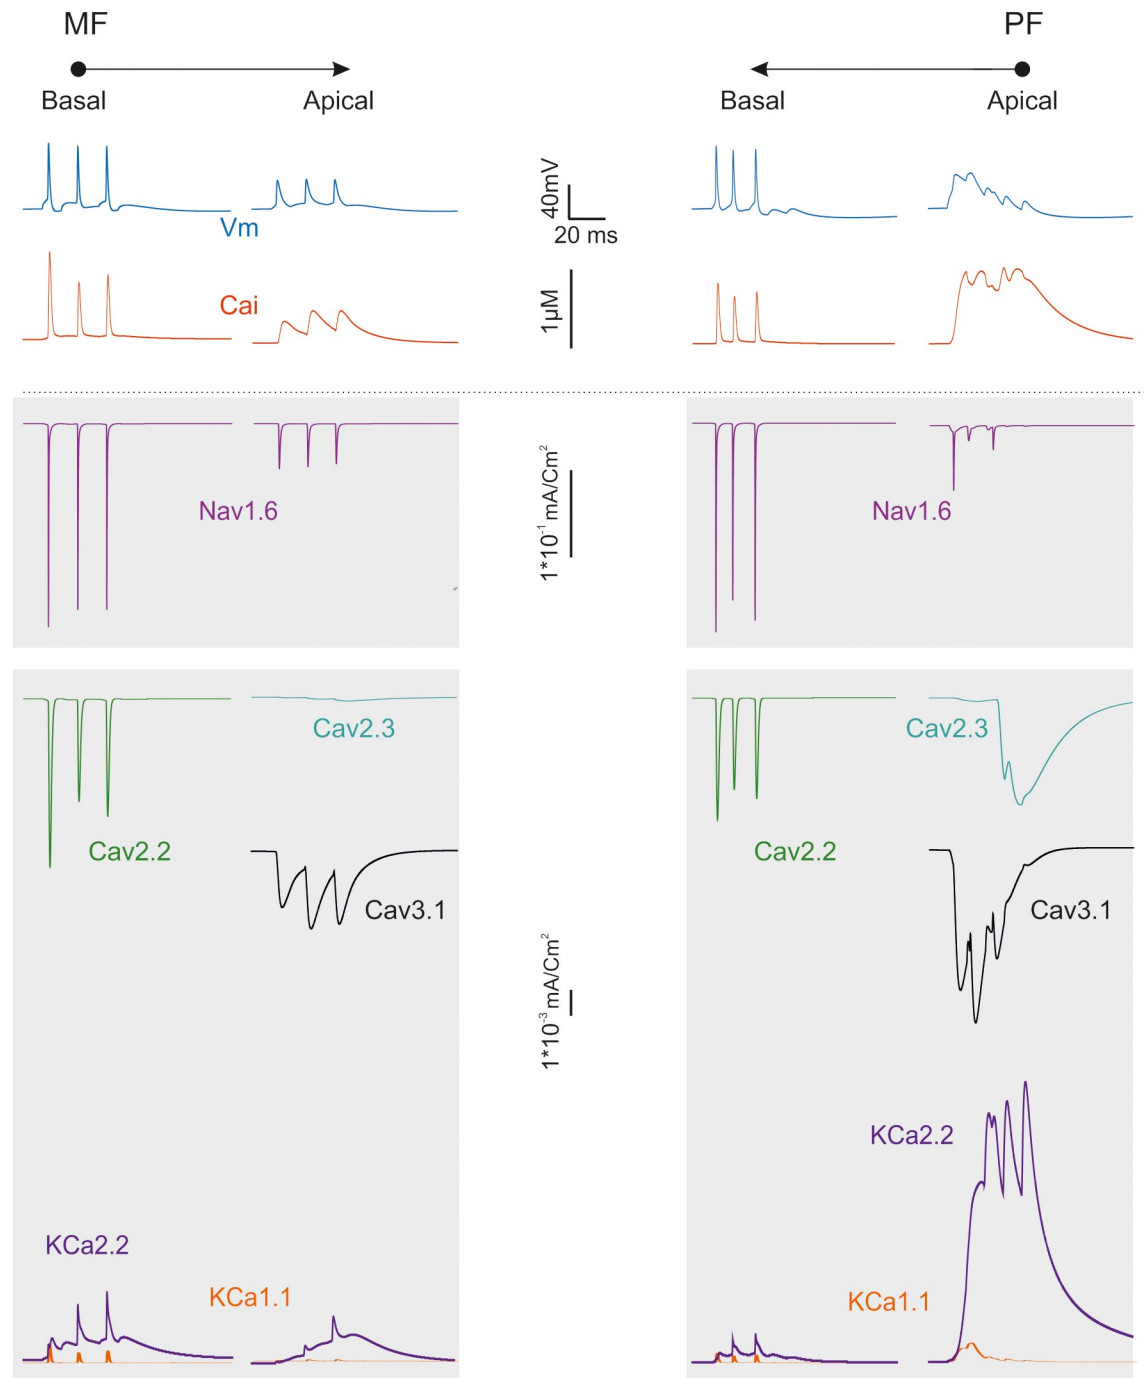 MF
PF
Basal
Apical
Basal
Apical
Vm
40mV
20 ms
Cai
1µM
Nav1.6
1*10⁻¹ mA/Cm²
Nav1.6
Cav2.3
Cav2.3
Cav2.2
Cav2.2
Cav3.1
Cav3.1
1*10⁻³ mA/Cm²
KCa2.2
KCa2.2
KCa1.1
KCa1.1